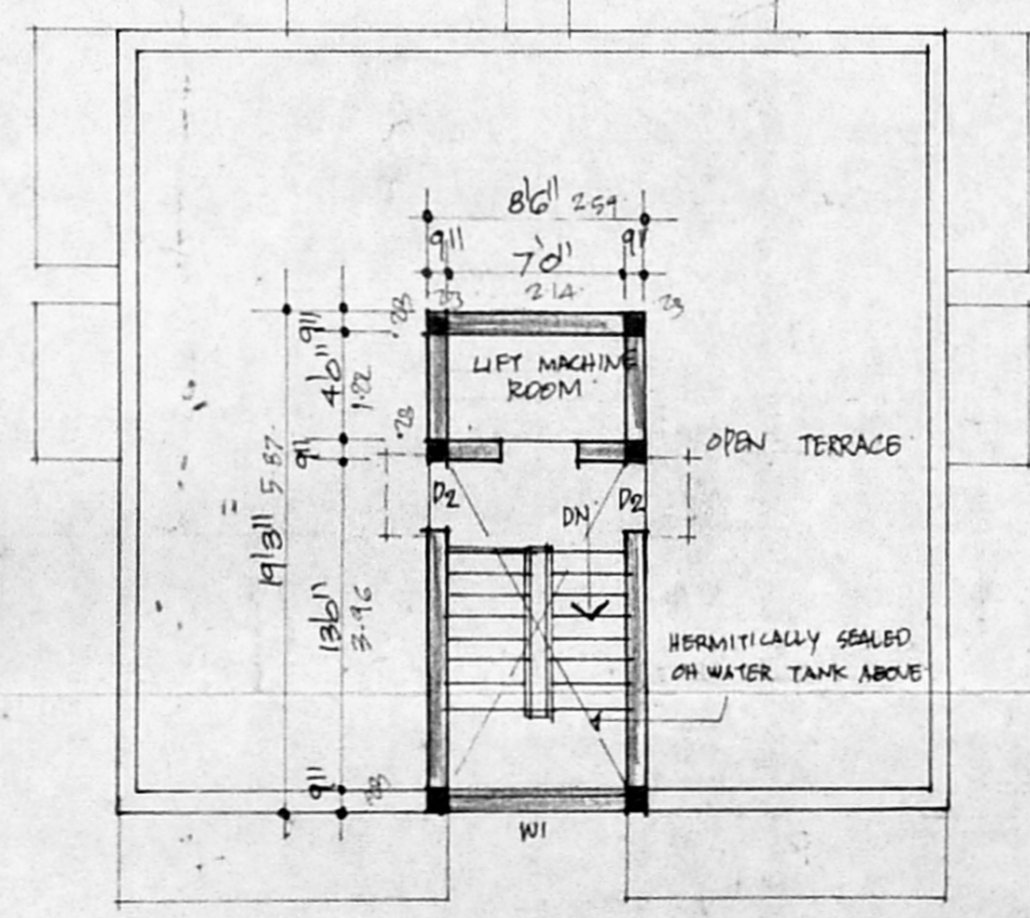 8'6" 2.59
9" 9"
7'0"
2.14
.23 .23 23
9"
4'0" 1.22
LIFT MACHINE
ROOM
.23
9"
OPEN TERRACE
D2 D2
DN
= 19'3" 5.87
13'0" 3.96
HERMITICALLY SEALED
OH WATER TANK ABOVE
9" .23
W1